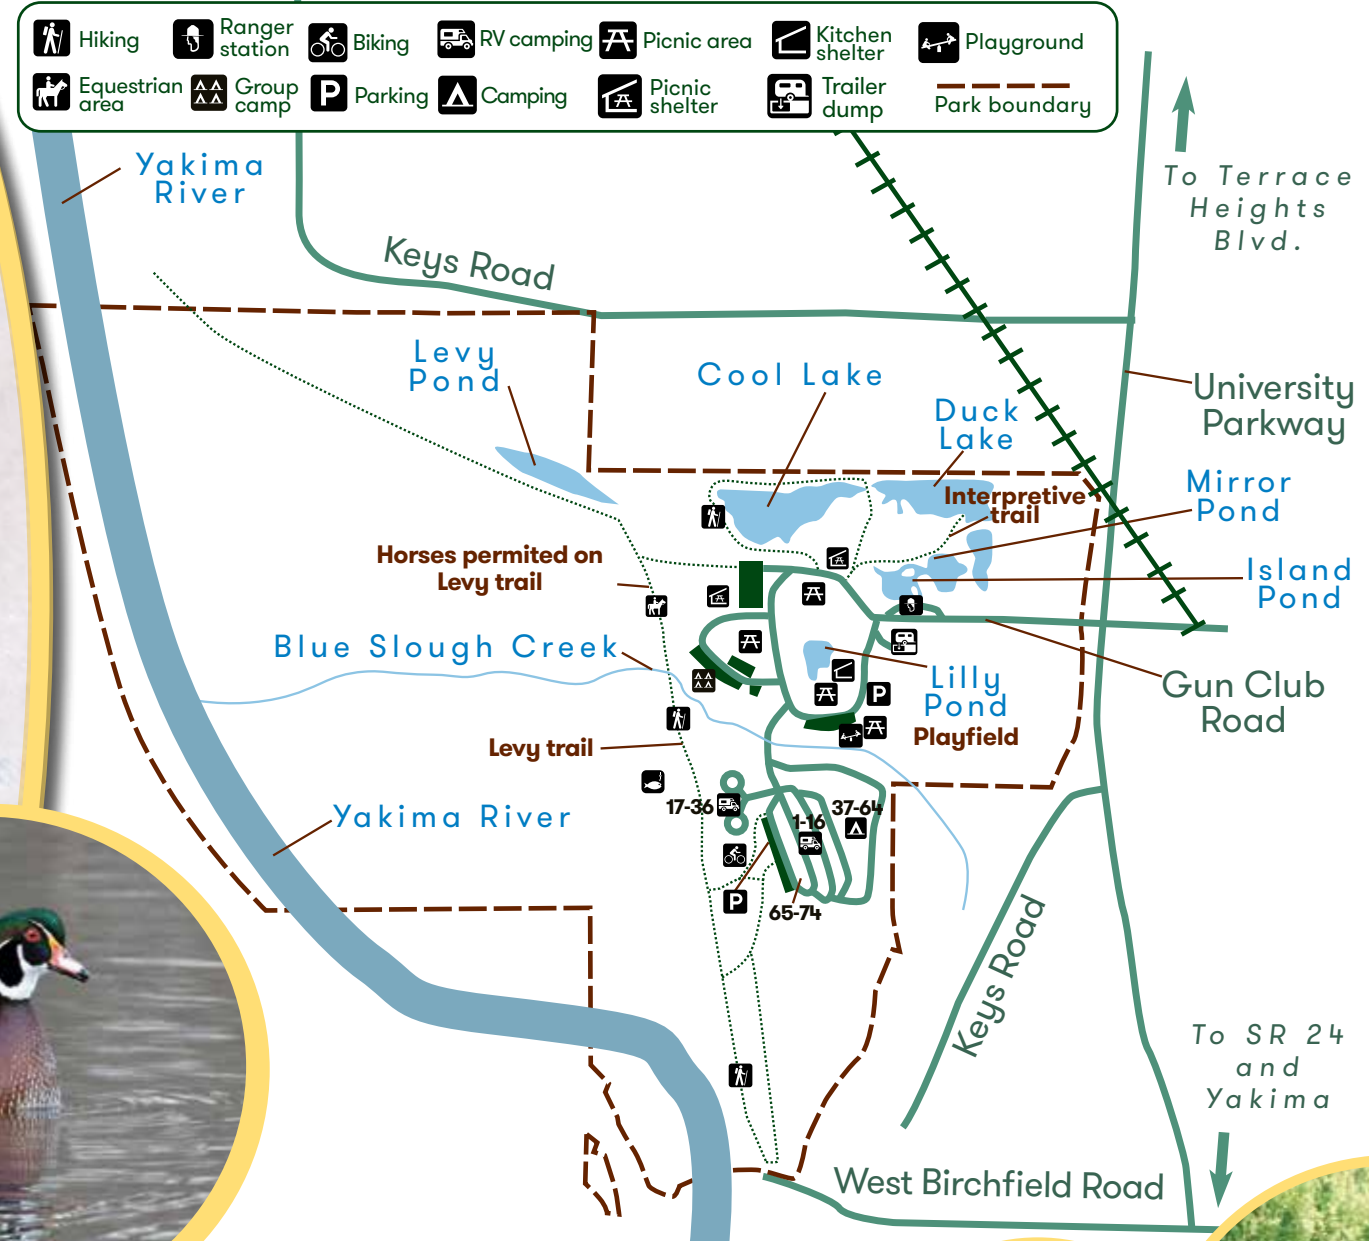 Hiking
Ranger
station
Biking
RV camping
Picnic area
Kitchen
shelter
Playground
Equestrian
area
Group
camp
P
Parking
Camping
Picnic
shelter
Trailer
dump
Park boundary
Yakima
River
To Terrace
Heights
Blvd.
Keys Road
Levy
Pond
Cool Lake
University
Parkway
Duck
Lake
Interpretive
trail
Mirror
Pond
Horses permited on
Levy trail
Island
Pond
Blue Slough Creek
Lilly
Pond
Gun Club
Road
P
Playfield
Levy trail
17-36
1-16
37-64
Yakima River
P
65-74
Keys Road
To SR 24
and
Yakima
West Birchfield Road